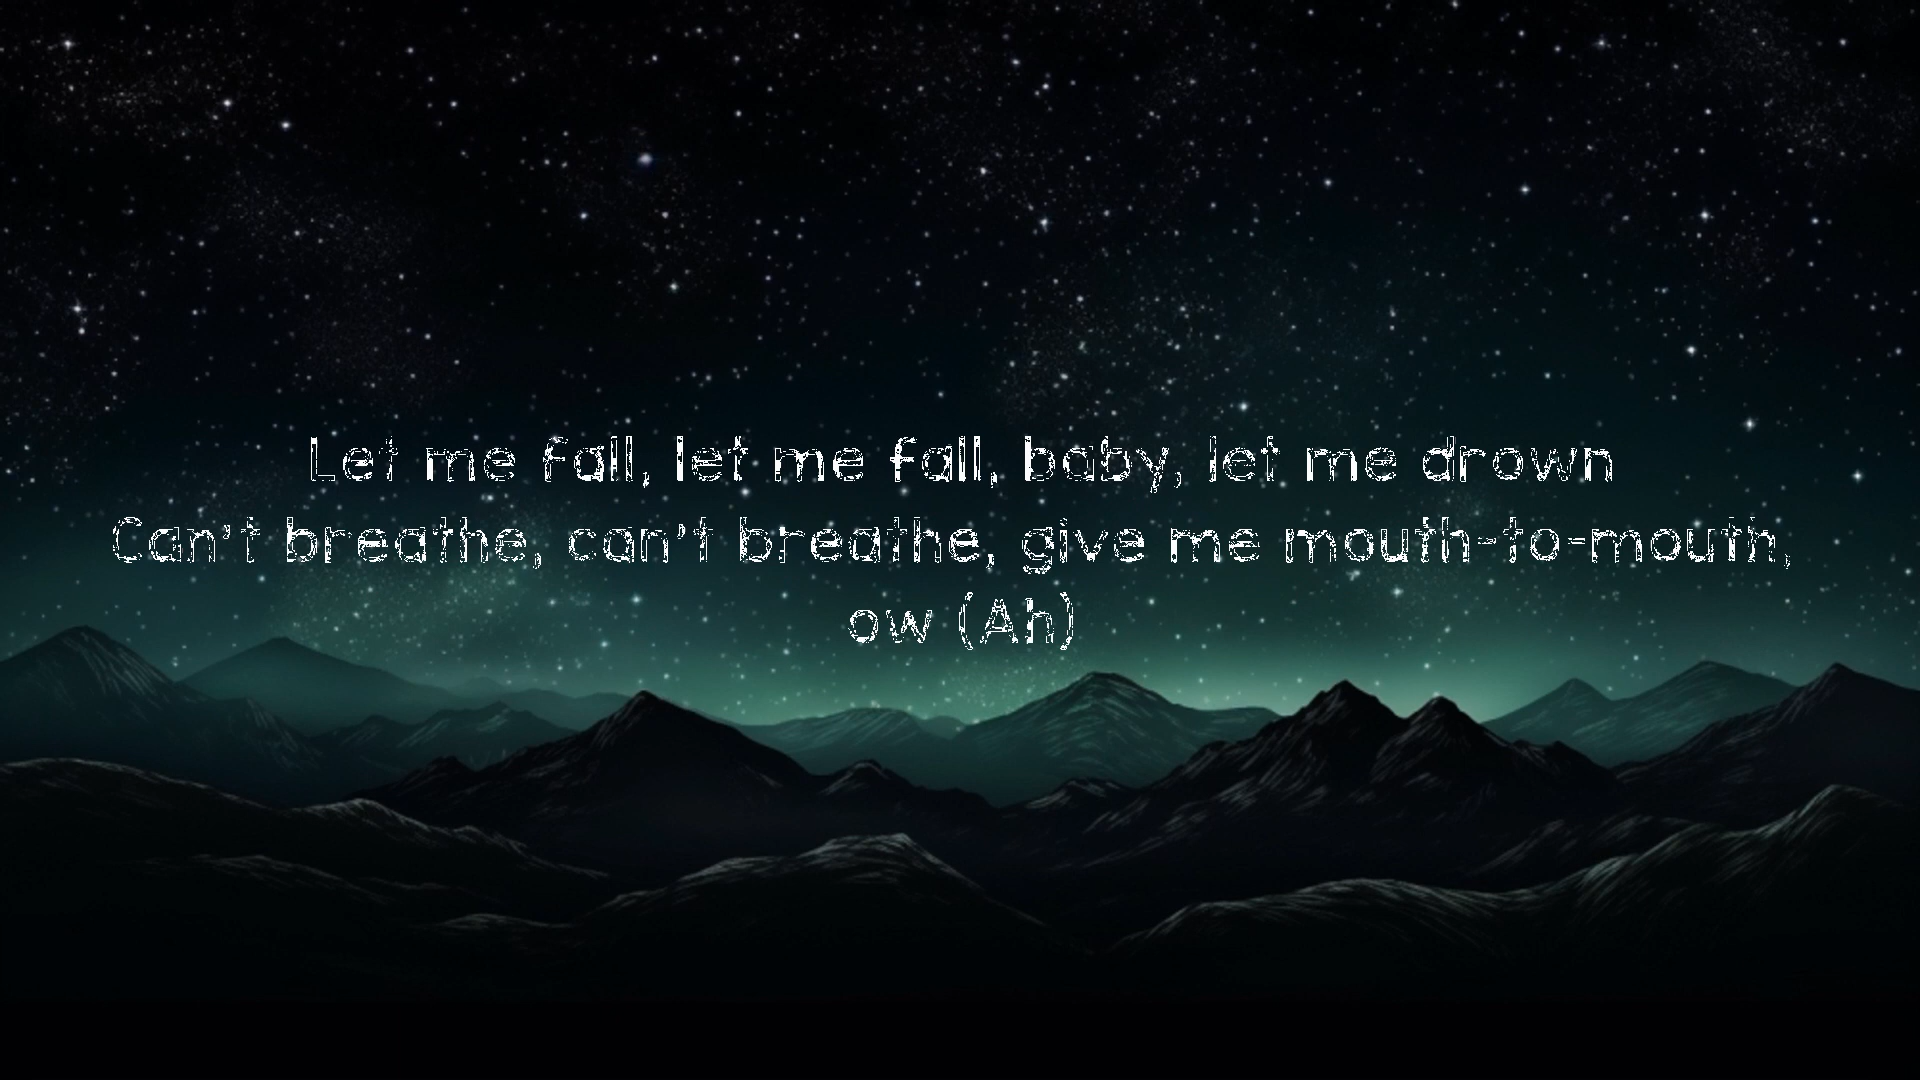 Let me fall, let me fall, baby, let me drown
Can't breathe, can't breathe, give me mouth-to-mouth,
ow (Ah)